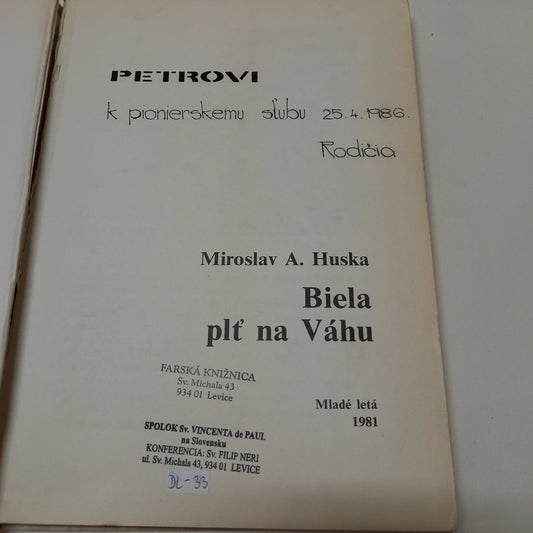 PETROVI
k pionierskemu sľubu 25.4.1986.
Rodičia
Miroslav A. Huska
Biela
plť na Váhu
FARSKÁ KNIŽNICA
Sv. Michala 43
934 01 Levice
Mladé letá
1981
SPOLOK Sv. VINCENTA de PAUL
na Slovensku
KONFERENCIA: Sv. FILIP NERI
ul. Sv. Michala 43, 934 01 LEVICE
DL-33